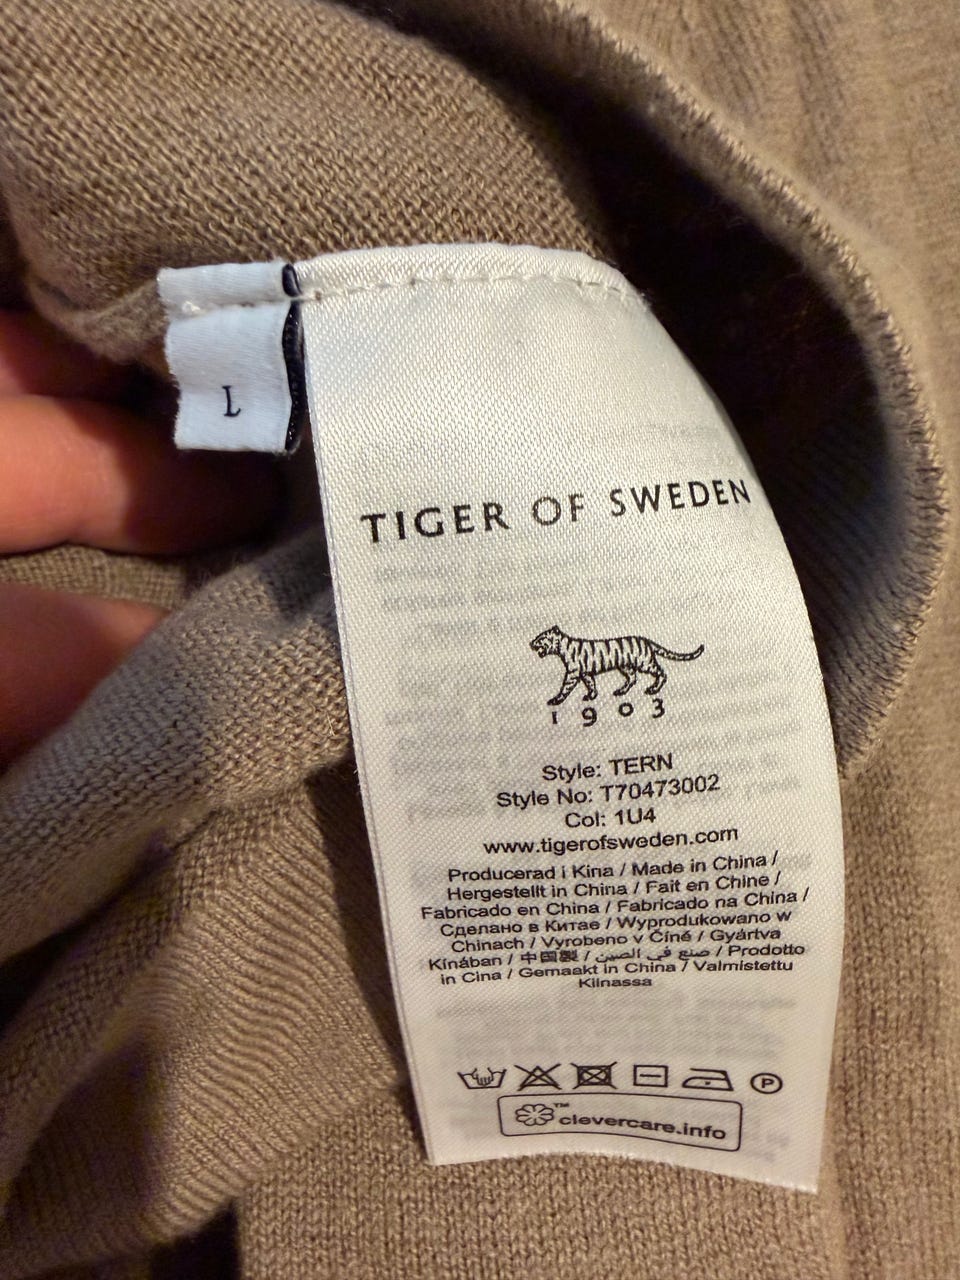 L
TIGER OF SWEDEN
1903
Style: TERN
Style No: T70473002
Col: 1U4
www.tigerofsweden.com
Producerad i Kina / Made in China /
Hergestellt in China / Fait en Chine /
Fabricado en China / Fabricado na China /
Сделано в Китае / Wyprodukowano w
Chinach / Vyrobeno v Číně / Gyártva
Kínában / 中国製 / صنع في الصين / Prodotto
in Cina / Gemaakt in China / Valmistettu
Kiinassa
P
™ clevercare.info